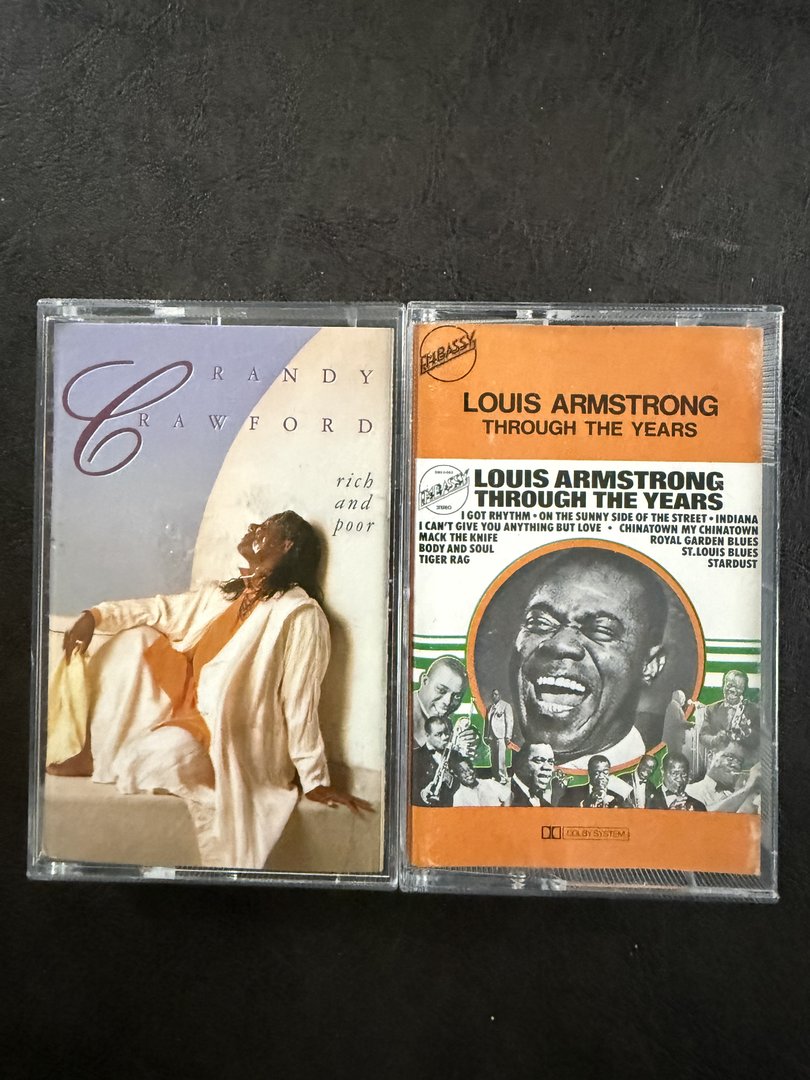 RANDY
CRAWFORD
rich
and
poor
EMBASSY
LOUIS ARMSTRONG
THROUGH THE YEARS
EMBASSY
STEREO
LOUIS ARMSTRONG
THROUGH THE YEARS
I GOT RHYTHM • ON THE SUNNY SIDE OF THE STREET • INDIANA
I CAN'T GIVE YOU ANYTHING BUT LOVE • CHINATOWN MY CHINATOWN
MACK THE KNIFE ROYAL GARDEN BLUES
BODY AND SOUL ST. LOUIS BLUES
TIGER RAG STARDUST
DOLBY SYSTEM